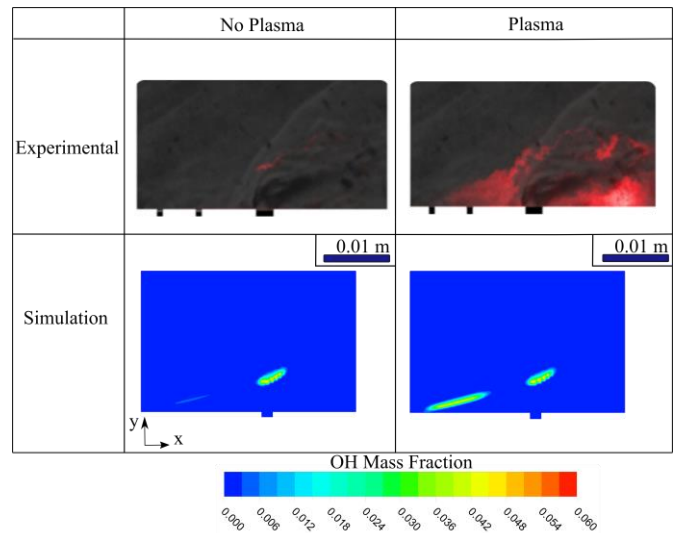 No Plasma
Plasma
Experimental
0.01 m
0.01 m
Simulation
y
x
OH Mass Fraction
0.000
0.006
0.012
0.018
0.024
0.030
0.036
0.042
0.048
0.054
0.060